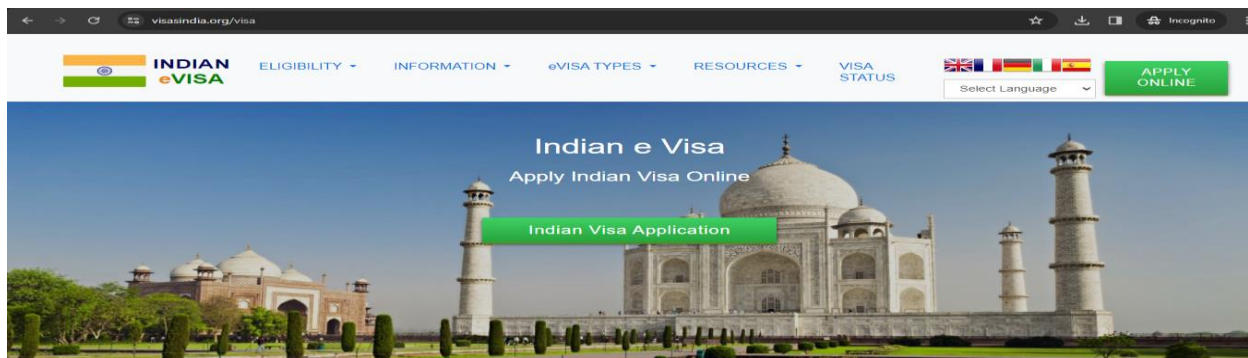 visasindia.org/visa
Incognito
INDIAN
eVISA
ELIGIBILITY
INFORMATION
eVISA TYPES
RESOURCES
VISA
STATUS
Select Language
APPLY
ONLINE
Indian e Visa
Apply Indian Visa Online
Indian Visa Application